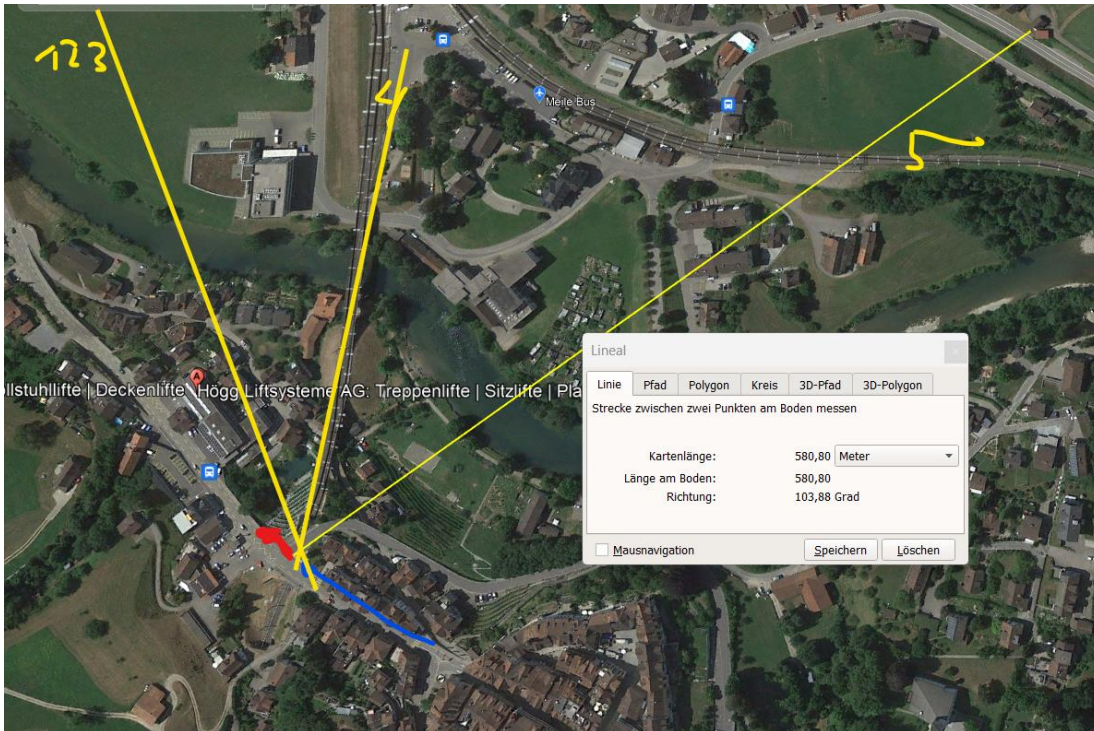 123
4
Meile Bus
5
ollstuhllifte | Deckenlifte Högg Liftsysteme AG: Treppenlifte | Sitzlifte | Pla
A
Lineal
Linie Pfad Polygon Kreis 3D-Pfad 3D-Polygon
Strecke zwischen zwei Punkten am Boden messen
Kartenlänge: 580,80 Meter
Länge am Boden: 580,80
Richtung: 103,88 Grad
Mausnavigation Speichern Löschen